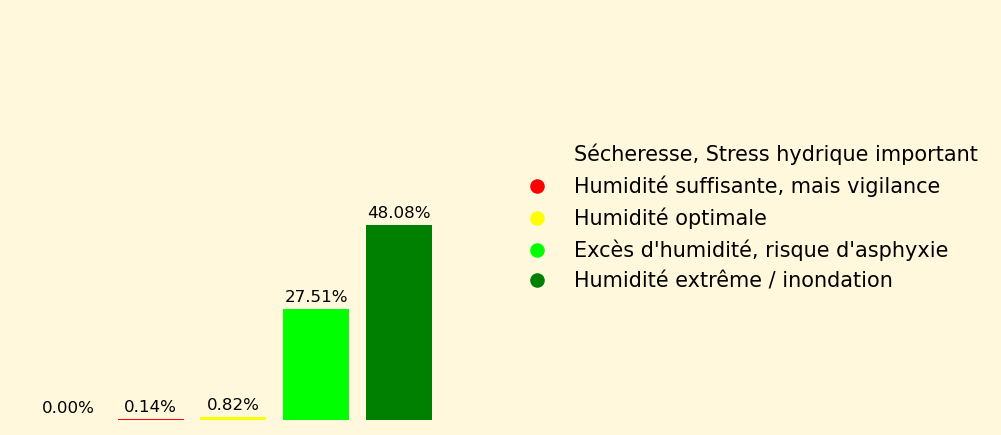 48.08%
27.51%
0.82%
0.14%
0.00%
Sécheresse, Stress hydrique important
Humidité suffisante, mais vigilance
Humidité optimale
Excès d'humidité, risque d'asphyxie
Humidité extrême / inondation